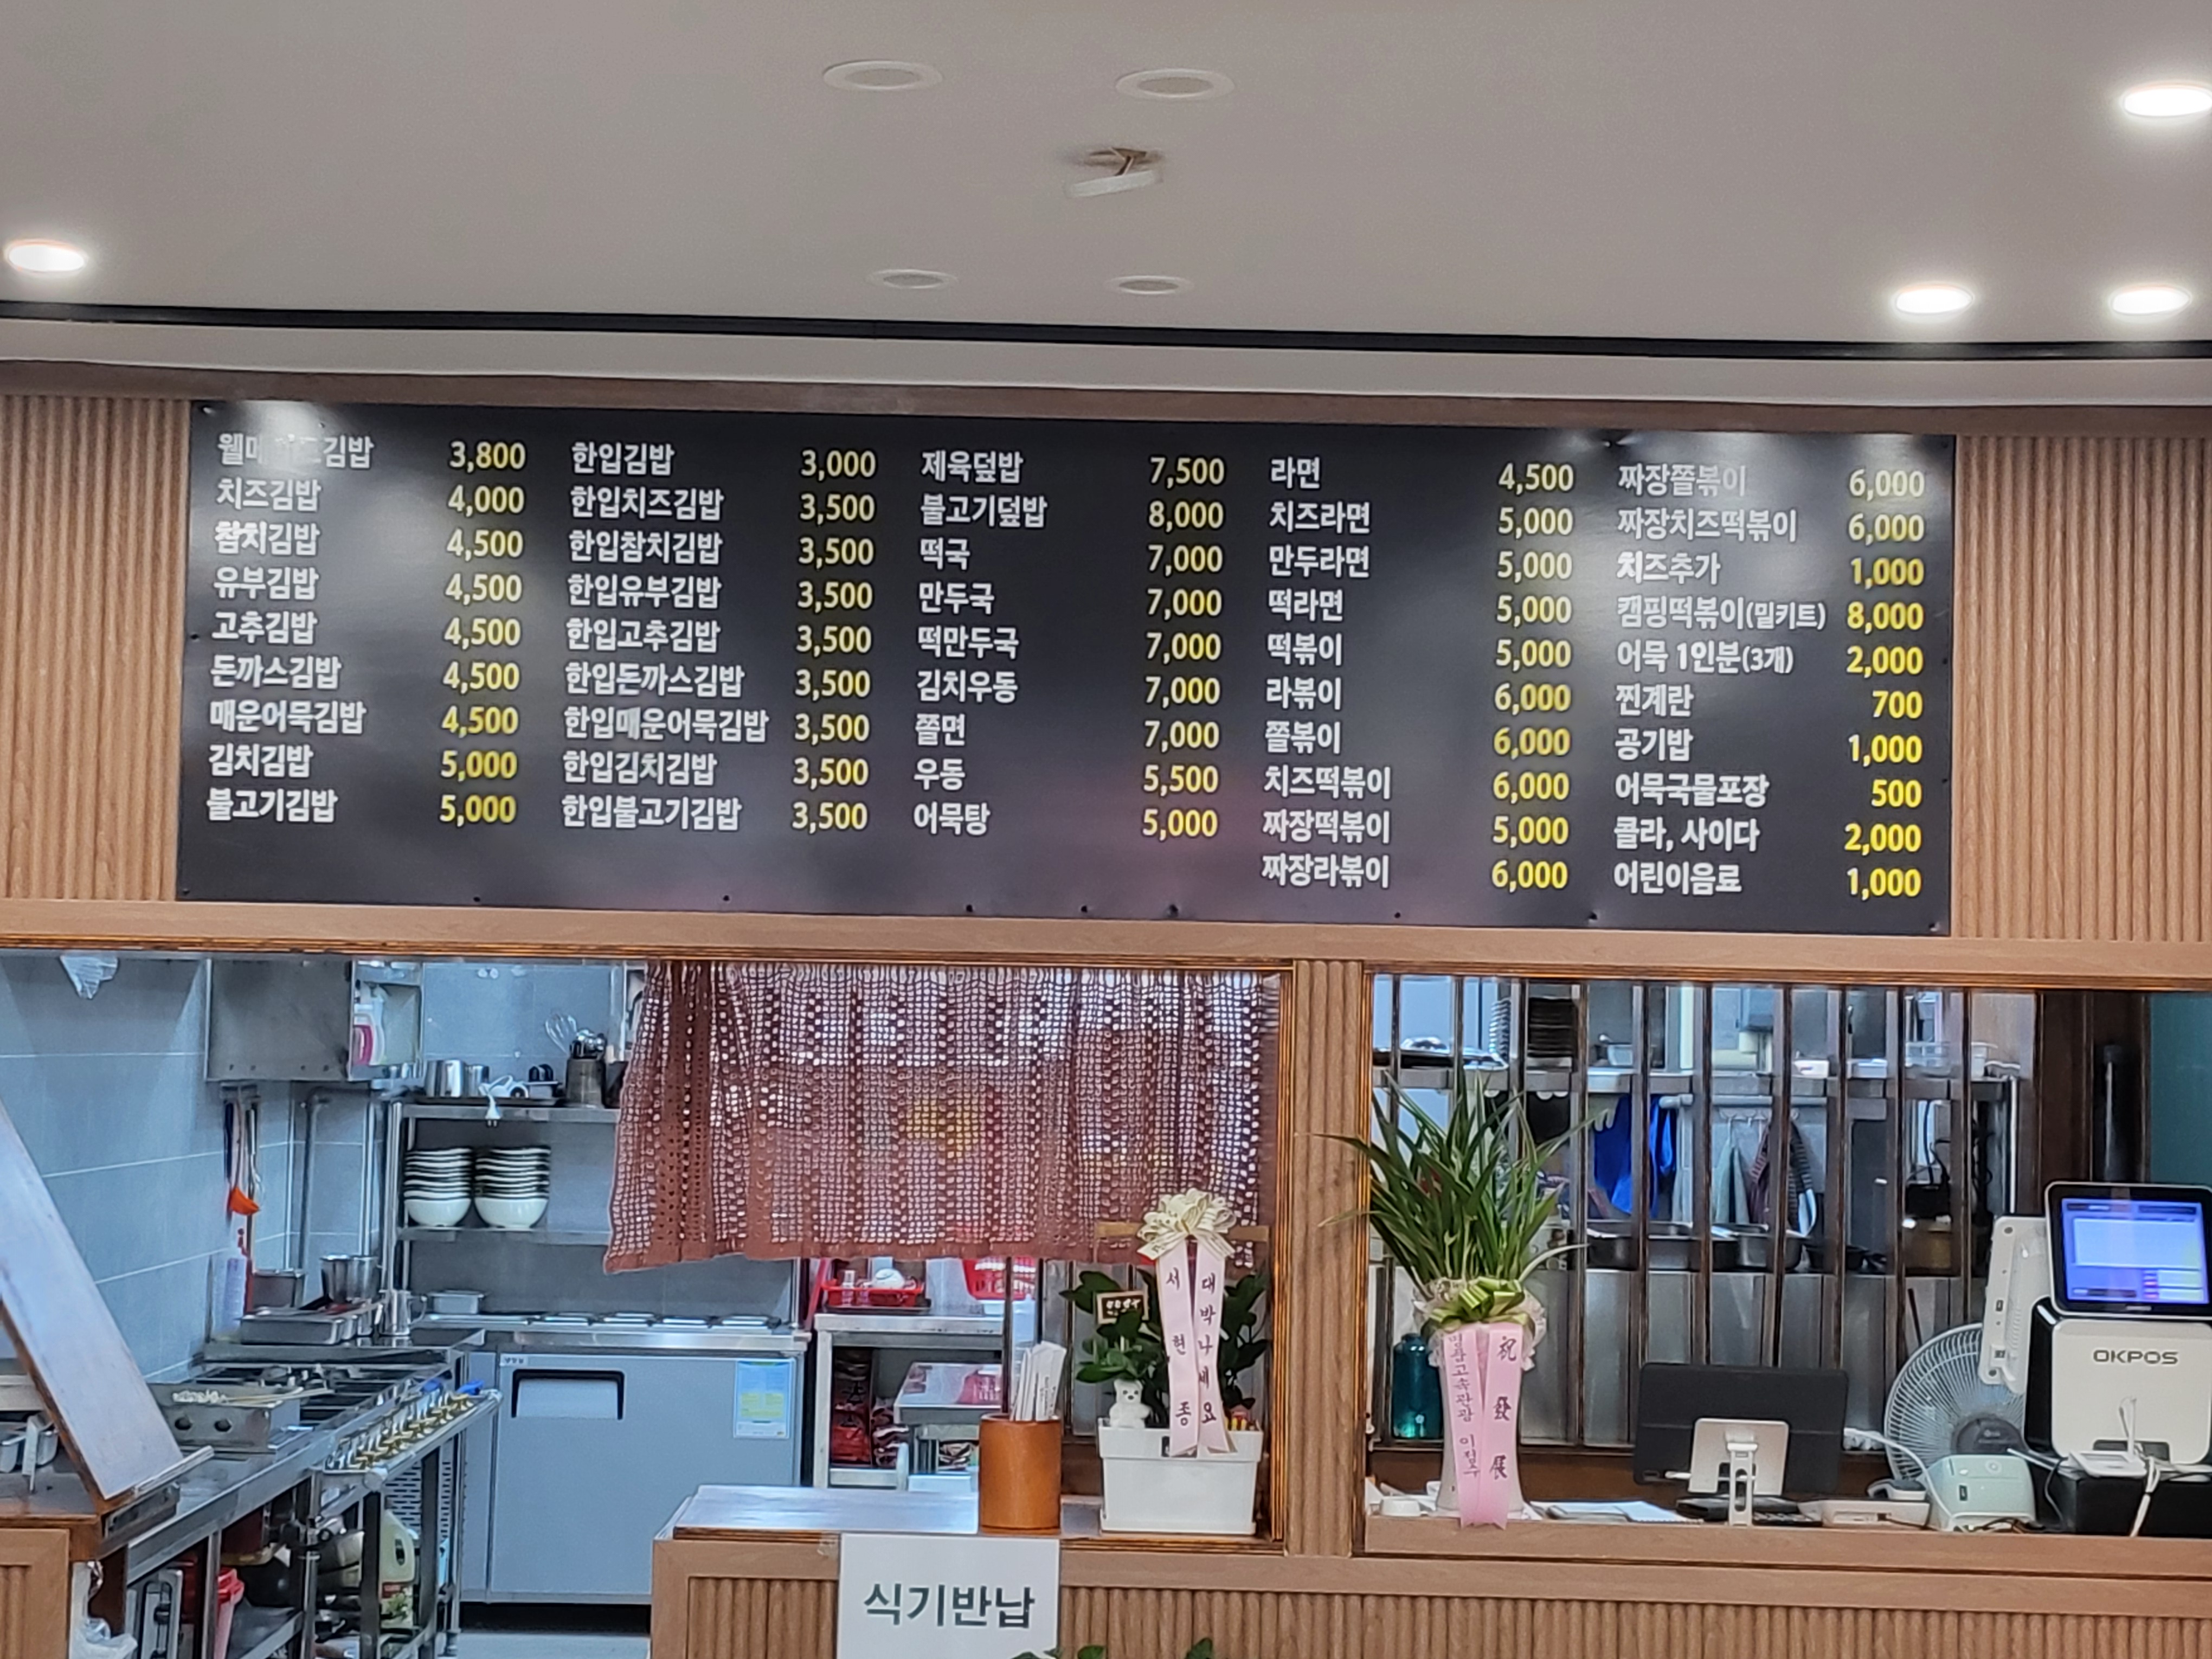 김밥 3,800
치즈김밥 4,000
참치김밥 4,500
유부김밥 4,500
고추김밥 4,500
돈까스김밥 4,500
매운어묵김밥 4,500
김치김밥 5,000
불고기김밥 5,000
한입김밥 3,000
한입치즈김밥 3,500
한입참치김밥 3,500
한입유부김밥 3,500
한입고추김밥 3,500
한입돈까스김밥 3,500
한입매운어묵김밥 3,500
한입김치김밥 3,500
한입불고기김밥 3,500
제육덮밥 7,500
불고기덮밥 8,000
떡국 7,000
만두국 7,000
떡만두국 7,000
김치우동 7,000
쫄면 7,000
우동 5,500
어묵탕 5,000
라면 4,500
치즈라면 5,000
만두라면 5,000
떡라면 5,000
떡볶이 5,000
라볶이 6,000
쫄볶이 6,000
치즈떡볶이 6,000
짜장떡볶이 5,000
짜장라볶이 6,000
짜장쫄볶이 6,000
짜장치즈떡볶이 6,000
치즈추가 1,000
캠핑떡볶이(밀키트) 8,000
어묵 1인분(3개) 2,000
찐계란 700
공기밥 1,000
어묵국물포장 500
콜라, 사이다 2,000
어린이음료 1,000
서현종
대박나세요
祝發展
OKPOS
식기반납